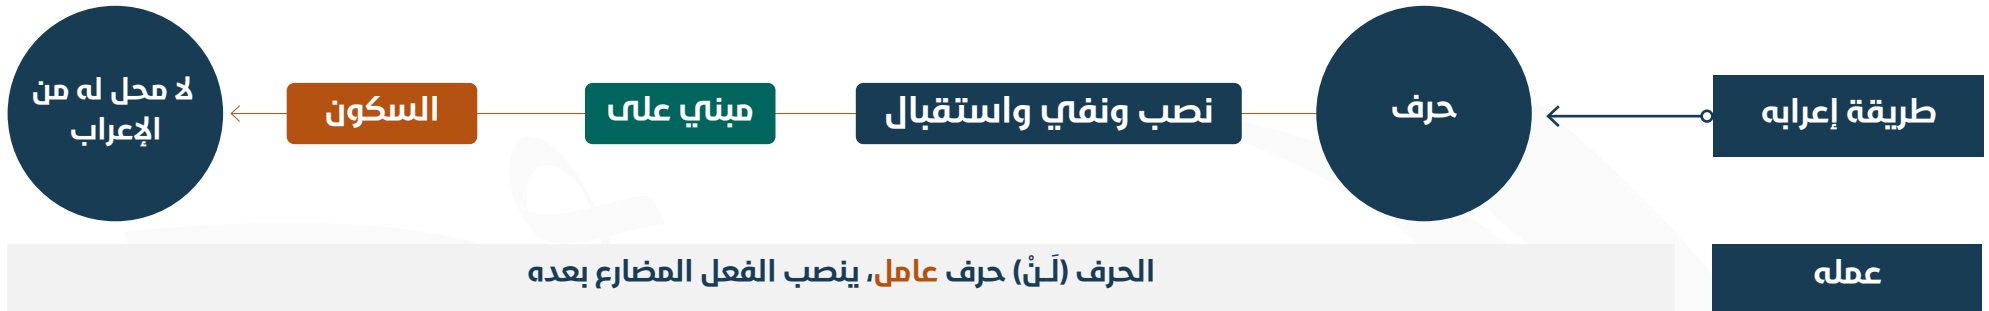 طريقة إعرابه
حرف
نصب ونفي واستقبال
مبني على
السكون
لا محل له من
الإعراب
عمله
الحرف (لَـنْ) حرف عامل، ينصب الفعل المضارع بعده